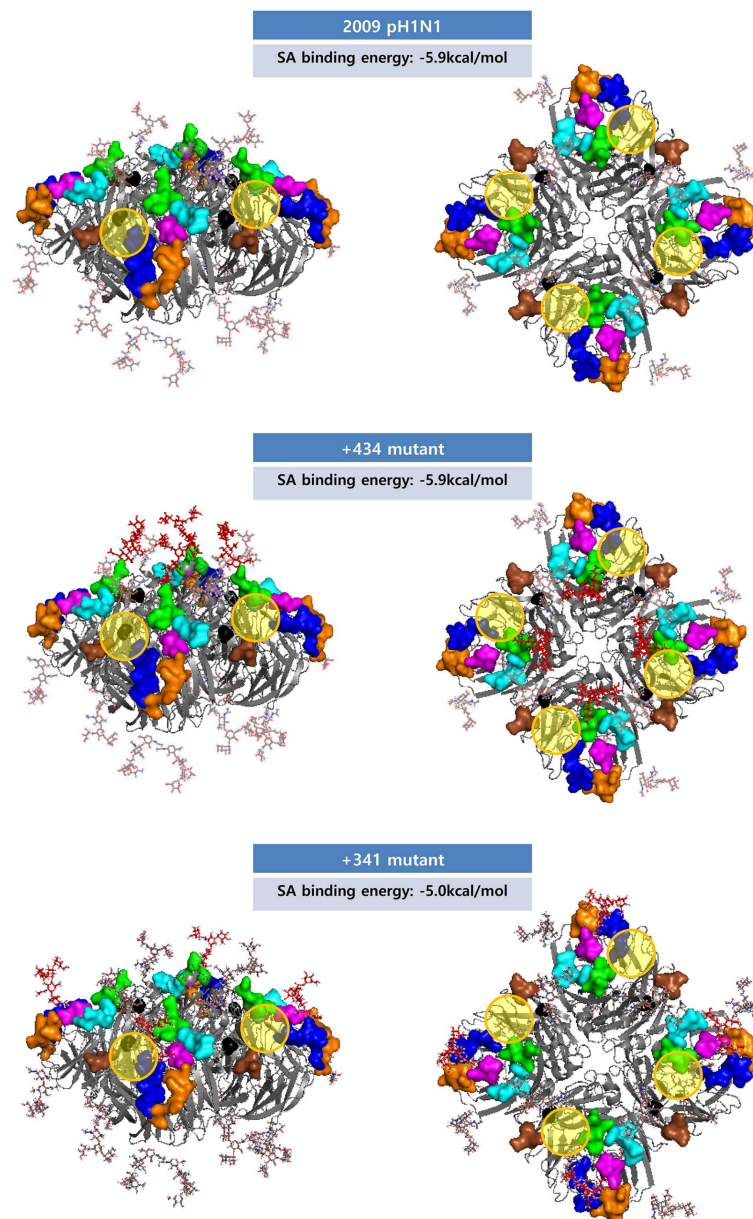 2009 pH1N1
SA binding energy: -5.9kcal/mol
+434 mutant
SA binding energy: -5.9kcal/mol
+341 mutant
SA binding energy: -5.0kcal/mol